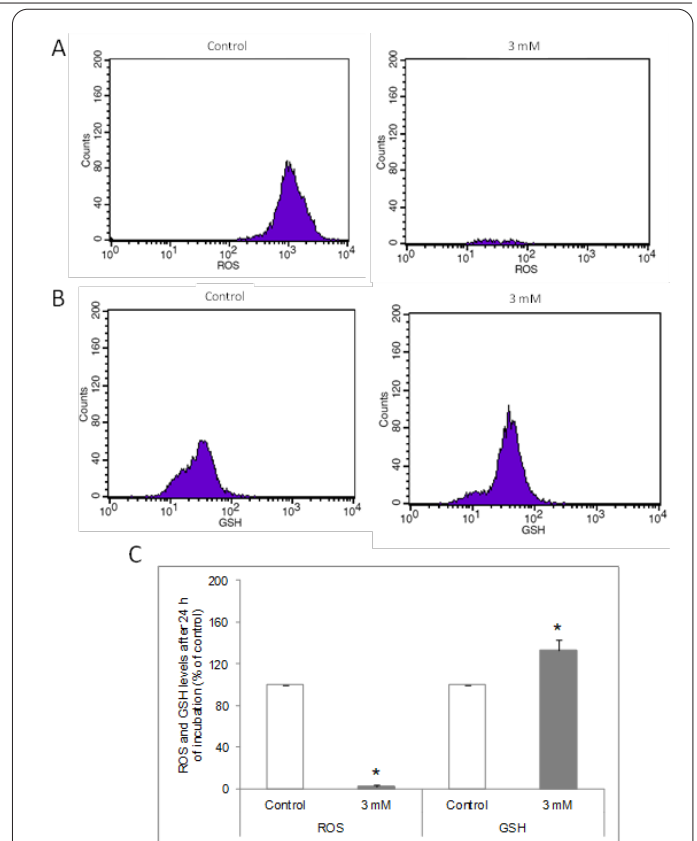 A
Control
3 mM
Counts
200
160
120
80
40
0
10^0 10^1 10^2 10^3 10^4
ROS
Counts
200
160
120
80
40
0
10^0 10^1 10^2 10^3 10^4
ROS
B
Control
3 mM
Counts
200
160
120
80
40
0
10^0 10^1 10^2 10^3 10^4
GSH
Counts
200
160
120
80
40
0
10^0 10^1 10^2 10^3 10^4
GSH
C
ROS and GSH levels after 24 h
of incubation (% of control)
200
160
120
80
40
0
*
*
Control 3 mM Control 3 mM
ROS GSH